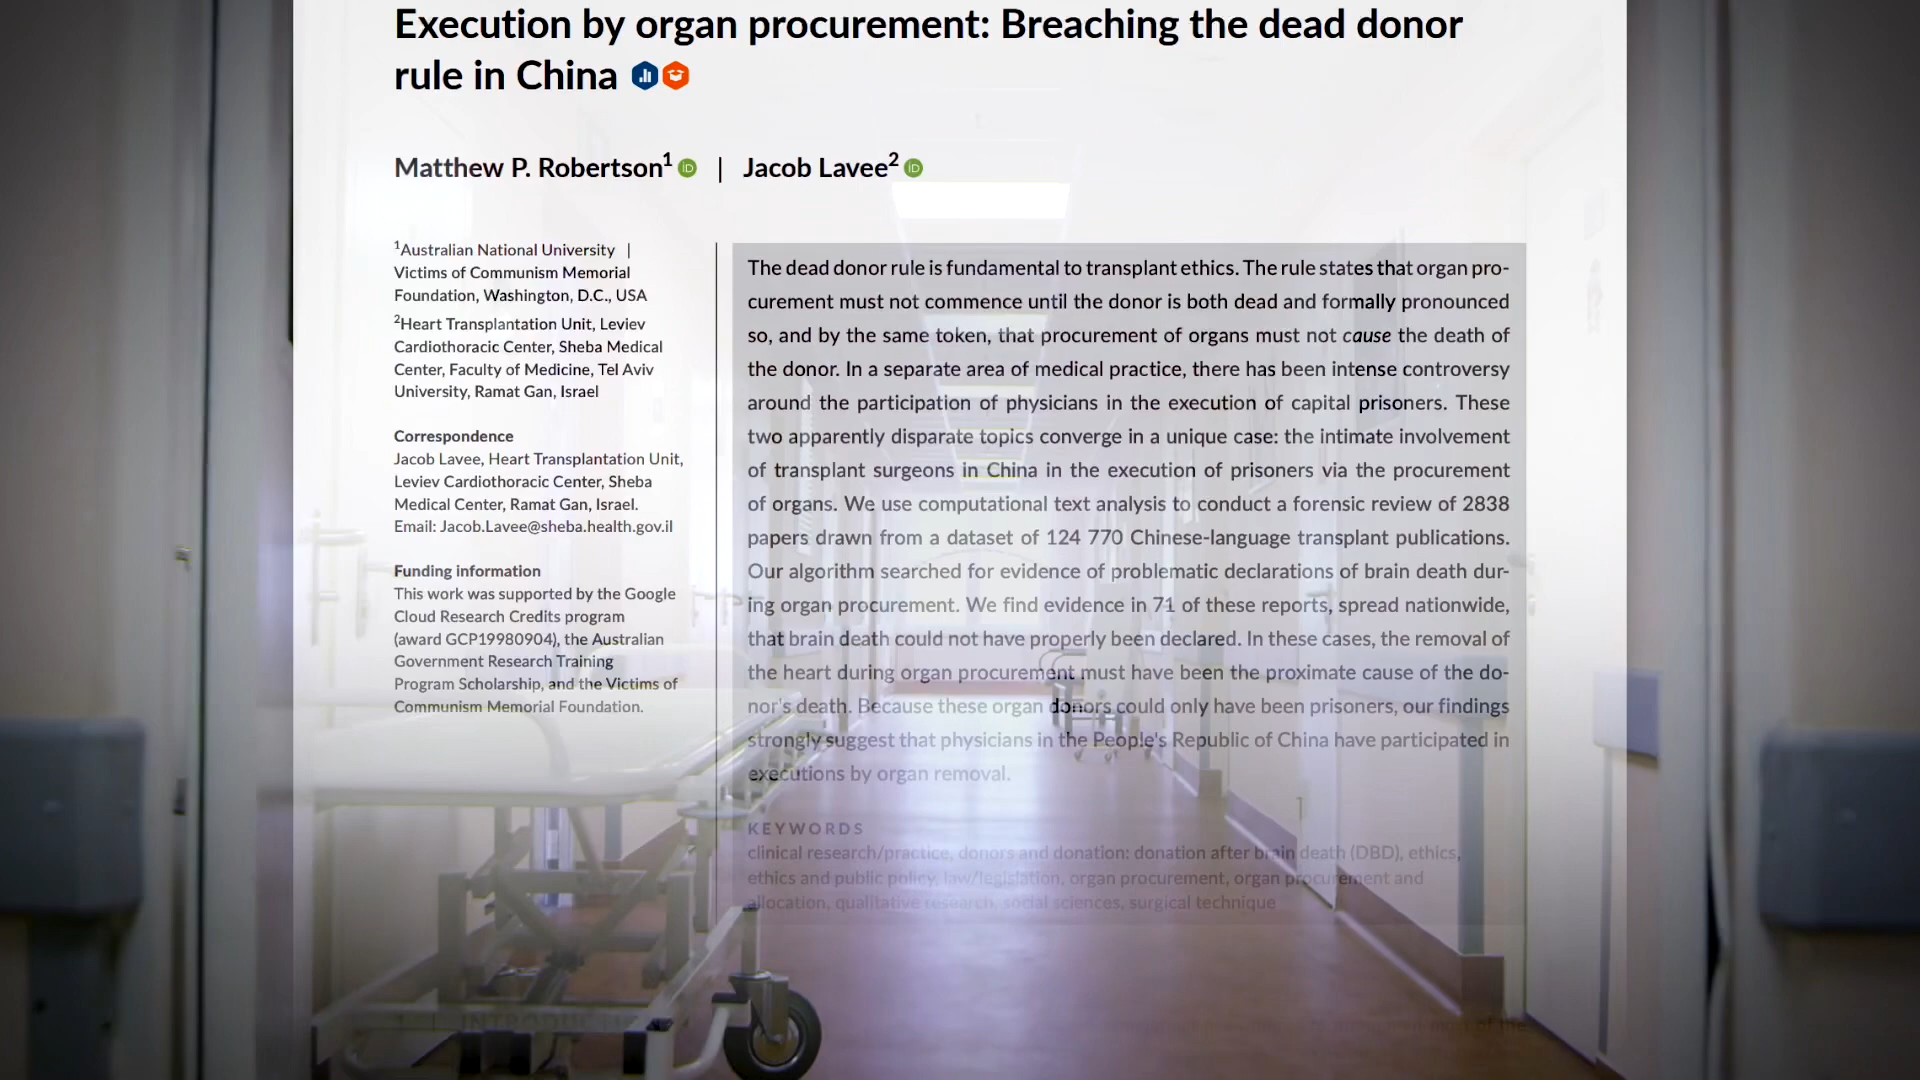 Execution by organ procurement: Breaching the dead donor
rule in China
Matthew P. Robertson1 iD | Jacob Lavee2 iD
1Australian National University |
Victims of Communism Memorial
Foundation, Washington, D.C., USA
2Heart Transplantation Unit, Leviev
Cardiothoracic Center, Sheba Medical
Center, Faculty of Medicine, Tel Aviv
University, Ramat Gan, Israel
Correspondence
Jacob Lavee, Heart Transplantation Unit,
Leviev Cardiothoracic Center, Sheba
Medical Center, Ramat Gan, Israel.
Email: Jacob.Lavee@sheba.health.gov.il
Funding information
This work was supported by the Google
Cloud Research Credits program
(award GCP19980904), the Australian
Government Research Training
Program Scholarship, and the Victims of
Communism Memorial Foundation.
The dead donor rule is fundamental to transplant ethics. The rule states that organ pro-
curement must not commence until the donor is both dead and formally pronounced
so, and by the same token, that procurement of organs must not cause the death of
the donor. In a separate area of medical practice, there has been intense controversy
around the participation of physicians in the execution of capital prisoners. These
two apparently disparate topics converge in a unique case: the intimate involvement
of transplant surgeons in China in the execution of prisoners via the procurement
of organs. We use computational text analysis to conduct a forensic review of 2838
papers drawn from a dataset of 124 770 Chinese-language transplant publications.
Our algorithm searched for evidence of problematic declarations of brain death dur-
ing organ procurement. We find evidence in 71 of these reports, spread nationwide,
that brain death could not have properly been declared. In these cases, the removal of
the heart during organ procurement must have been the proximate cause of the do-
nor's death. Because these organ donors could only have been prisoners, our findings
strongly suggest that physicians in the People's Republic of China have participated in
executions by organ removal.
KEYWORDS
clinical research/practice, donors and donation: donation after brain death (DBD), ethics,
ethics and public policy, law/legislation, organ procurement, organ procurement and
allocation, qualitative research, social sciences, surgical technique